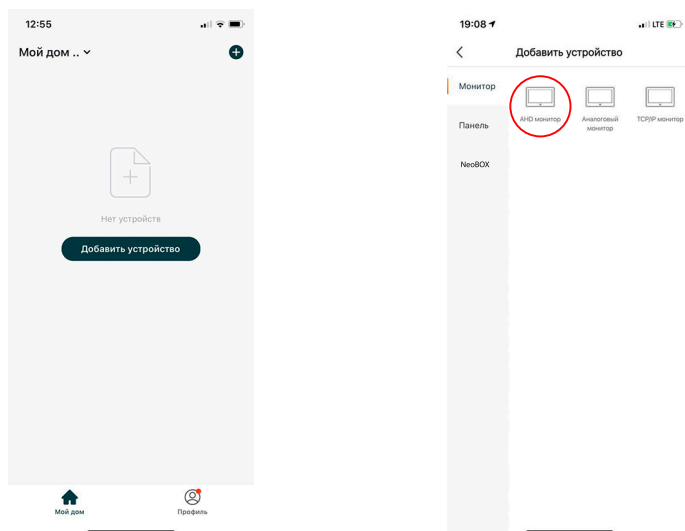 12:55
Мой дом ..
Нет устройств
Добавить устройство
Мой дом
Профиль
19:08
LTE
Добавить устройство
Монитор
Панель
NeoBOX
AHD монитор
Аналоговый
монитор
TCP/IP монитор